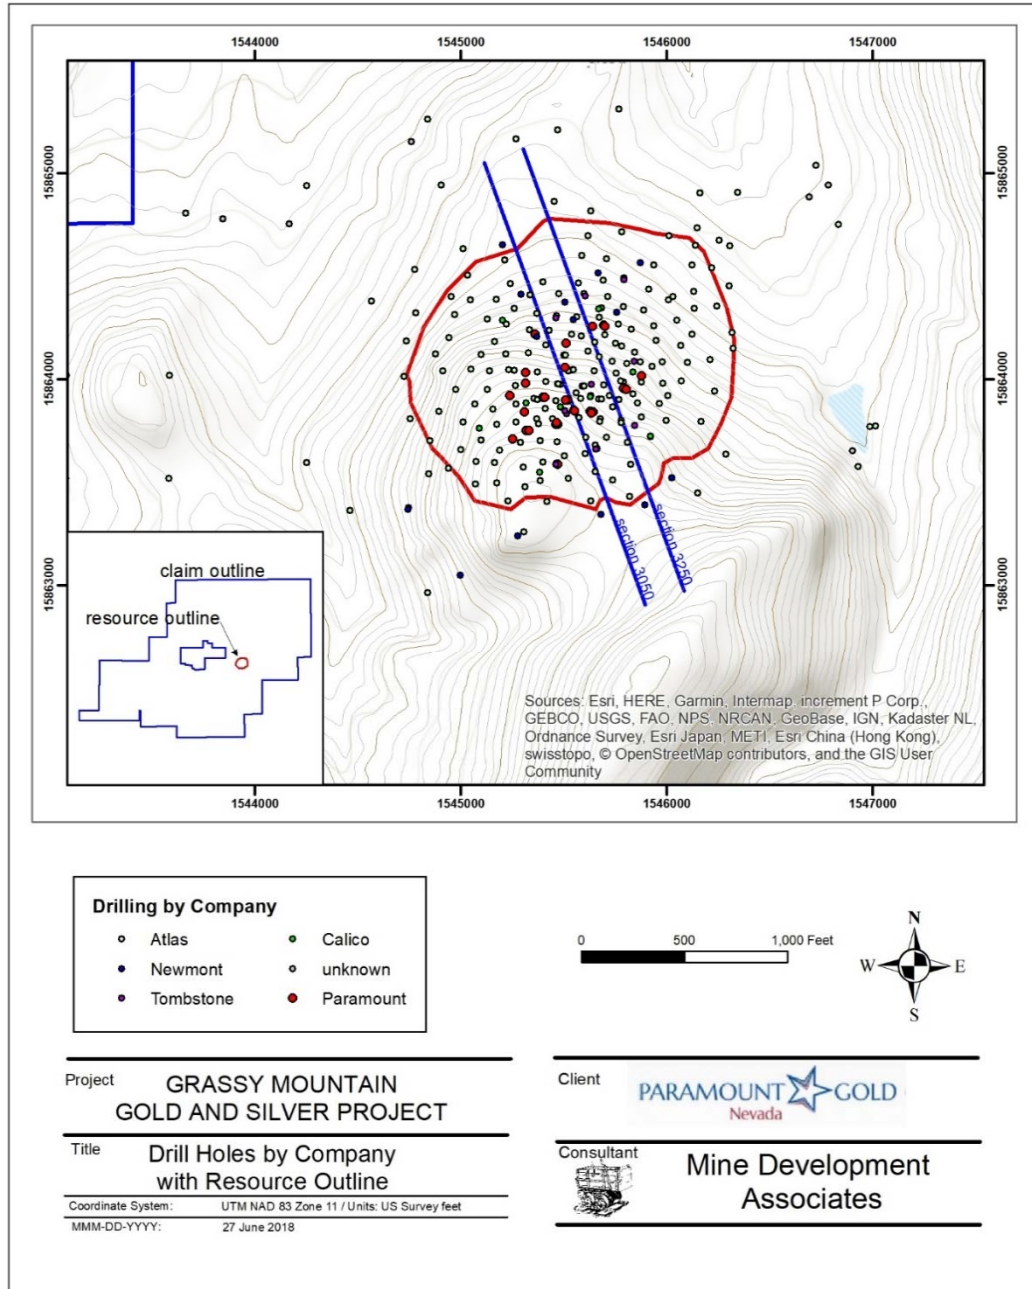 1544000
1545000
1546000
1547000
15865000
15865000
15864000
15864000
15863000
15863000
section 3050
section 3250
claim outline
resource outline
Sources: Esri, HERE, Garmin, Intermap, increment P Corp.,
GEBCO, USGS, FAO, NPS, NRCAN, GeoBase, IGN, Kadaster NL,
Ordnance Survey, Esri Japan, METI, Esri China (Hong Kong),
swisstopo, © OpenStreetMap contributors, and the GIS User
Community
1544000
1545000
1546000
1547000
Drilling by Company
Atlas
Calico
Newmont
unknown
Tombstone
Paramount
0
500
1,000 Feet
N
W
E
S
Project
GRASSY MOUNTAIN
GOLD AND SILVER PROJECT
Title
Drill Holes by Company
with Resource Outline
Coordinate System:
UTM NAD 83 Zone 11 / Units: US Survey feet
MMM-DD-YYYY:
27 June 2018
Client
PARAMOUNT GOLD
Nevada
Consultant
Mine Development
Associates